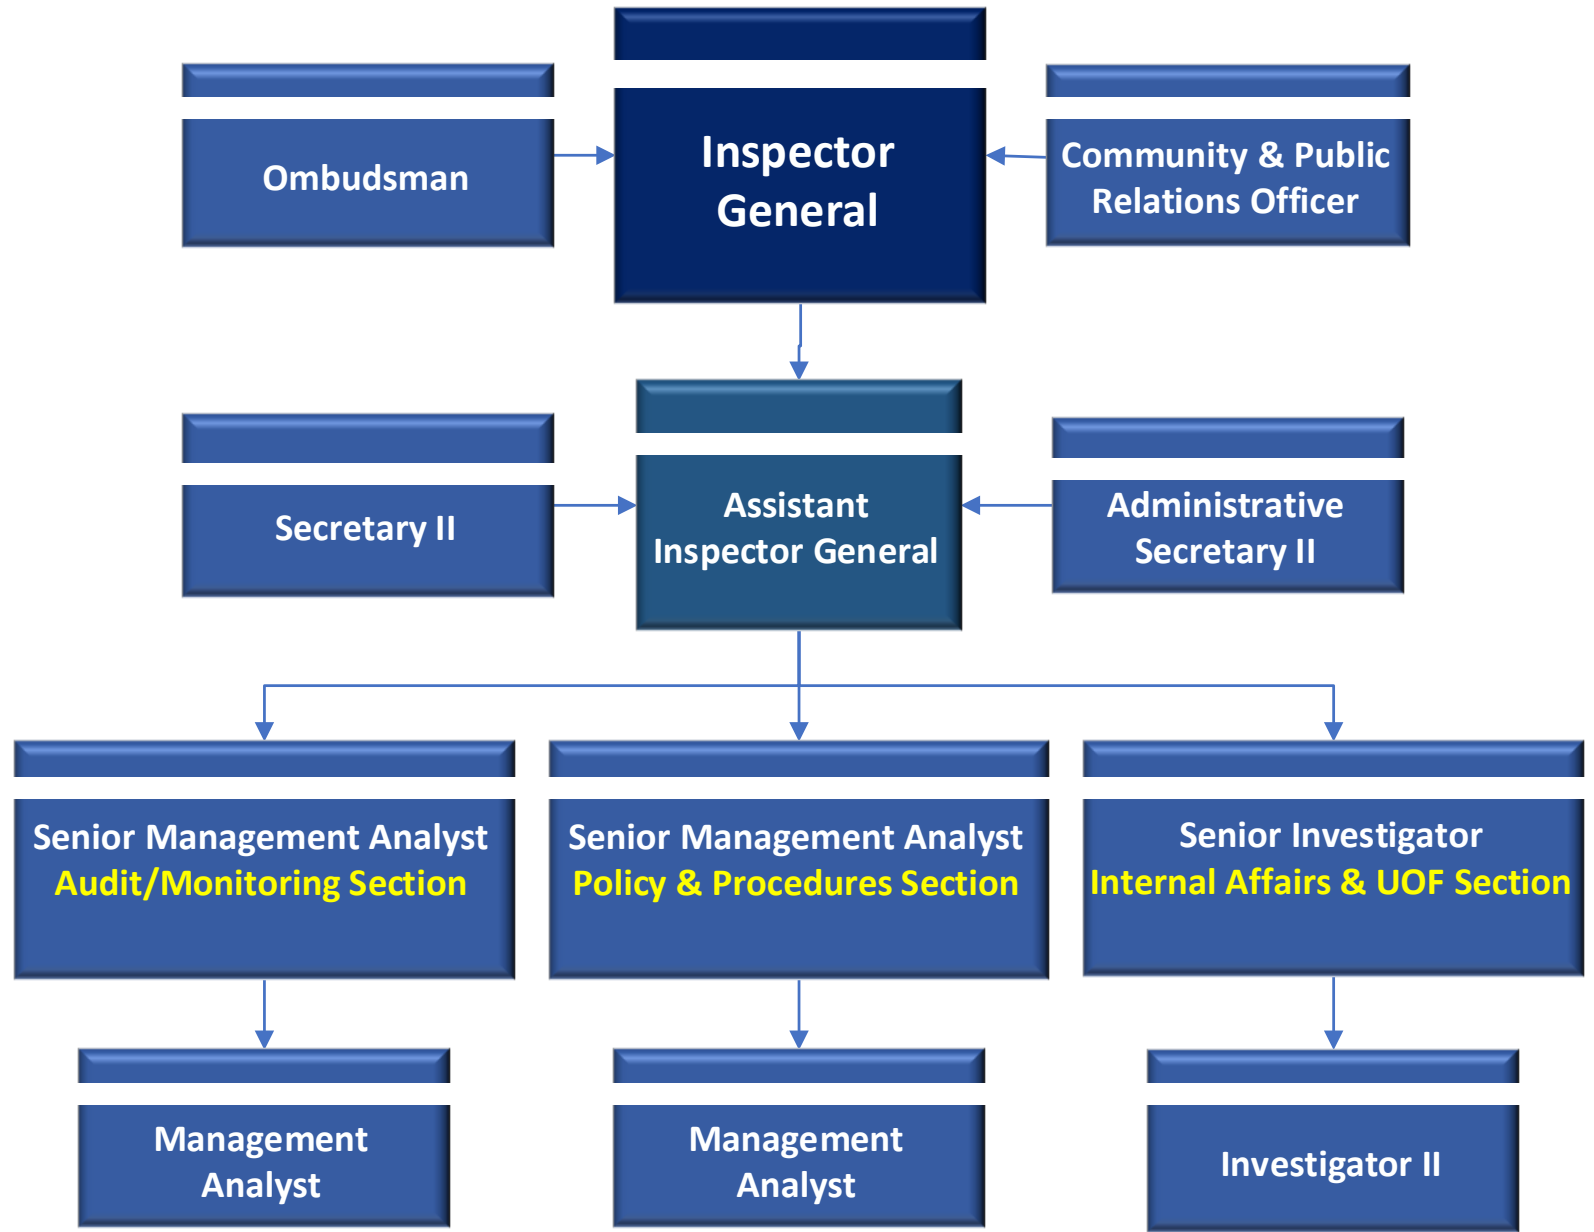 Inspector
General
Ombudsman
Community & Public
Relations Officer
Assistant
Inspector General
Secretary II
Administrative
Secretary II
Senior Management Analyst
Audit/Monitoring Section
Senior Management Analyst
Policy & Procedures Section
Senior Investigator
Internal Affairs & UOF Section
Management
Analyst
Management
Analyst
Investigator II